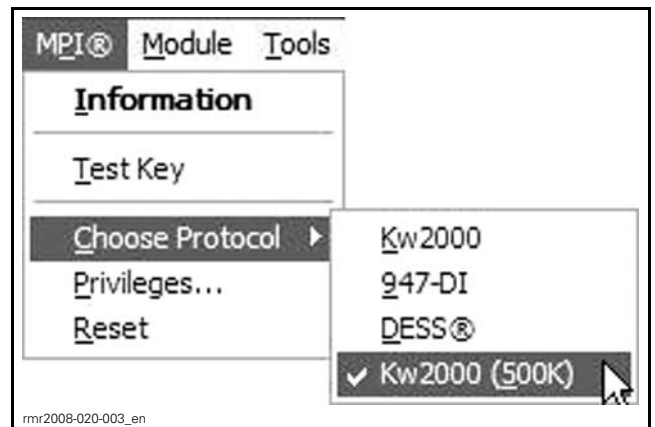 MPI® Module Tools
Information
Test Key
Choose Protocol
Privileges...
Reset
Kw2000
947-DI
DESS®
Kw2000 (500K)
rmr2008-020-003_en